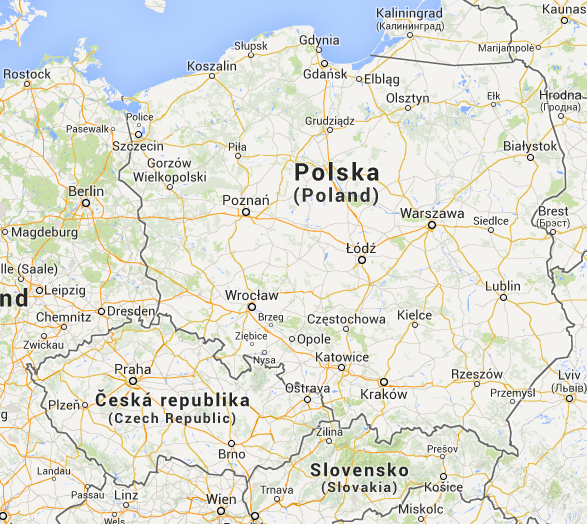 Kaliningrad
(Калининград)
Kaunas
Marijampolė
Gdynia
Słupsk
Koszalin
Gdańsk
Elbląg
Rostock
Olsztyn
Ełk
Hrodna
(Гродна)
Police
Pasewalk
Szczecin
Grudziądz
Piła
Białystok
Gorzów
Wielkopolski
Polska
(Poland)
Berlin
Poznań
Warszawa
Siedlce
Brest
(Брэст)
Magdeburg
Łódź
lle (Saale)
Leipzig
nd
Wrocław
Lublin
Dresden
Chemnitz
Brzeg
Częstochowa
Kielce
Zwickau
Ziębice
Opole
Nysa
Katowice
Praha
Kraków
Rzeszów
Przemyśl
Lviv
(Львів)
Ostrava
Plzeň
Česká republika
(Czech Republic)
Žilina
Brno
Prešov
Slovensko
(Slovakia)
Landau
Košice
Passau
Linz
Wien
Trnava
Miskolc
Wels
g